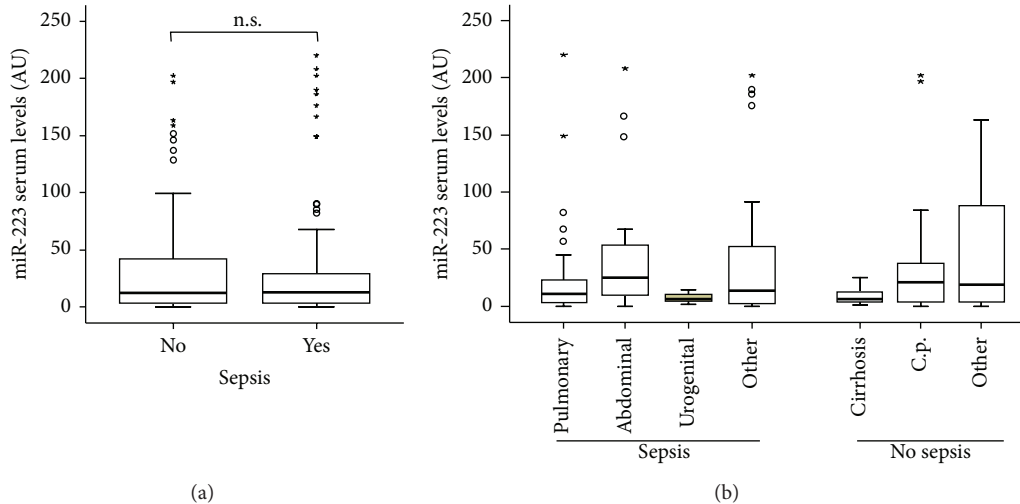 250
200
150
100
50
0
miR-223 serum levels (AU)
n.s.
No
Yes
Sepsis
(a)
250
200
150
100
50
0
miR-223 serum levels (AU)
Pulmonary
Abdominal
Urogenital
Other
Cirrhosis
C.p.
Other
Sepsis
No sepsis
(b)